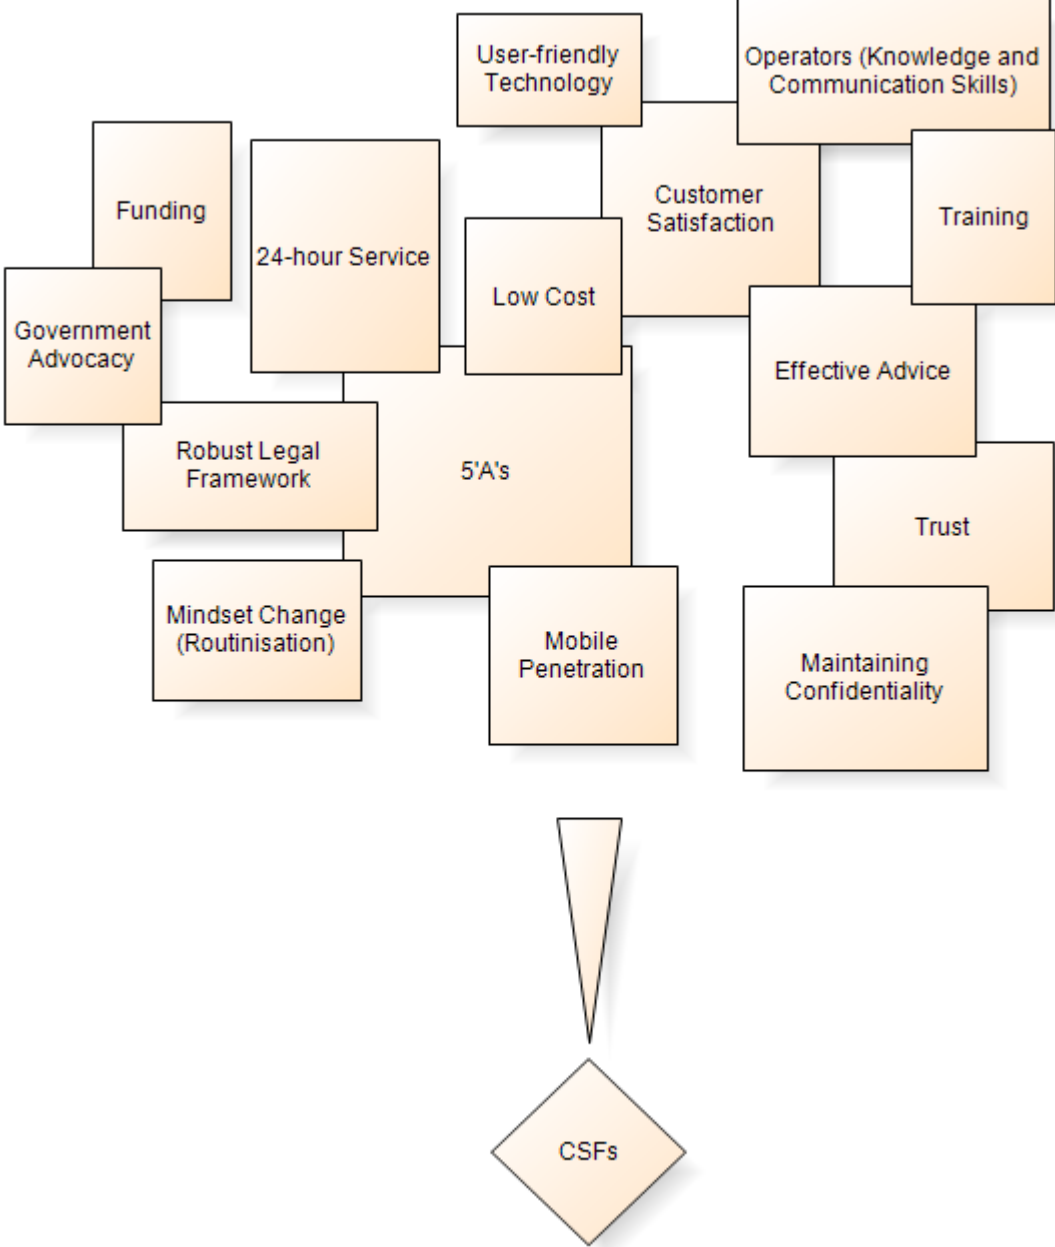 User-friendly
Technology
Operators (Knowledge and
Communication Skills)
Funding
24-hour Service
Customer
Satisfaction
Training
Low Cost
Government
Advocacy
Effective Advice
Robust Legal
Framework
5'A's
Trust
Mindset Change
(Routinisation)
Mobile
Penetration
Maintaining
Confidentiality
CSFs